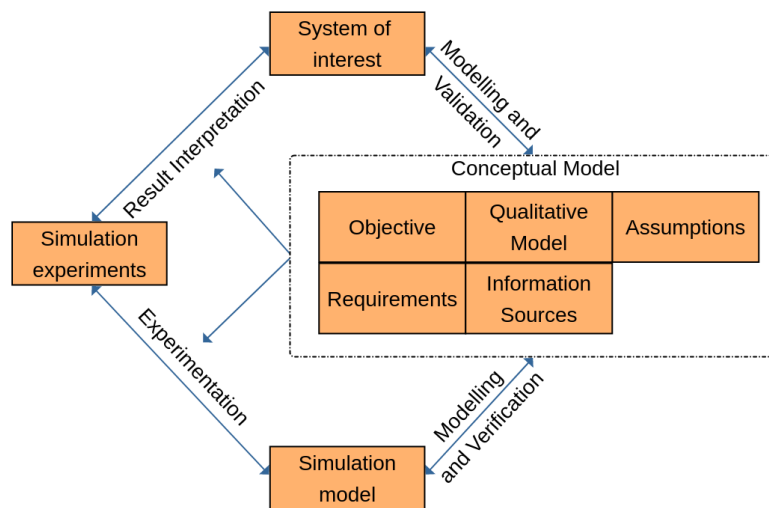 System of
interest
Modelling and
Validation
Result Interpretation
Conceptual Model
Objective
Qualitative
Model
Assumptions
Requirements
Information
Sources
Simulation
experiments
Experimentation
Modelling
and Verification
Simulation
model